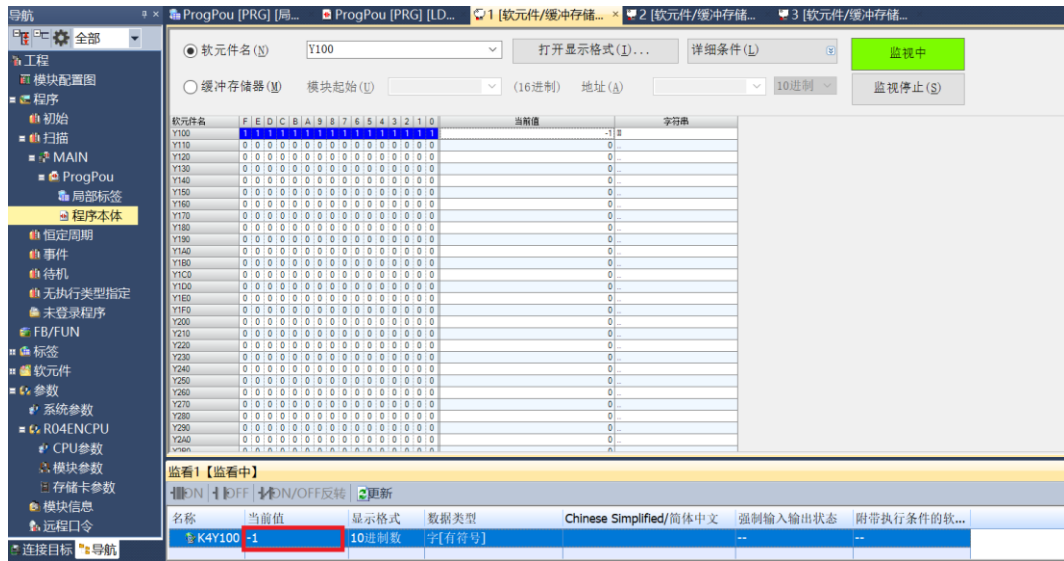 导航
ProgPou [PRG] [局...
ProgPou [PRG] [LD...
1 [软元件/缓冲存储...
2 [软元件/缓冲存储...
3 [软元件/缓冲存储...
全部
工程
模块配置图
程序
初始
扫描
MAIN
ProgPou
局部标签
程序本体
恒定周期
事件
待机
无执行类型指定
未登录程序
FB/FUN
标签
软元件
参数
系统参数
R04ENCPU
CPU参数
模块参数
存储卡参数
模块信息
远程口令
连接目标 导航
软元件名(N) Y100 打开显示格式(I)... 详细条件(L) 监视中
缓冲存储器(M) 模块起始(U) (16进制) 地址(A) 10进制 监视停止(S)
软元件名 F E D C B A 9 8 7 6 5 4 3 2 1 0 当前值 字符串
Y100 1 1 1 1 1 1 1 1 1 1 1 1 1 1 1 1 -1
Y110 0 0 0 0 0 0 0 0 0 0 0 0 0 0 0 0 0 ..
Y120 0 0 0 0 0 0 0 0 0 0 0 0 0 0 0 0 0 ..
Y130 0 0 0 0 0 0 0 0 0 0 0 0 0 0 0 0 0 ..
Y140 0 0 0 0 0 0 0 0 0 0 0 0 0 0 0 0 0 ..
Y150 0 0 0 0 0 0 0 0 0 0 0 0 0 0 0 0 0 ..
Y160 0 0 0 0 0 0 0 0 0 0 0 0 0 0 0 0 0 ..
Y170 0 0 0 0 0 0 0 0 0 0 0 0 0 0 0 0 0 ..
Y180 0 0 0 0 0 0 0 0 0 0 0 0 0 0 0 0 0 ..
Y190 0 0 0 0 0 0 0 0 0 0 0 0 0 0 0 0 0 ..
Y1A0 0 0 0 0 0 0 0 0 0 0 0 0 0 0 0 0 0 ..
Y1B0 0 0 0 0 0 0 0 0 0 0 0 0 0 0 0 0 0 ..
Y1C0 0 0 0 0 0 0 0 0 0 0 0 0 0 0 0 0 0 ..
Y1D0 0 0 0 0 0 0 0 0 0 0 0 0 0 0 0 0 0 ..
Y1E0 0 0 0 0 0 0 0 0 0 0 0 0 0 0 0 0 0 ..
Y1F0 0 0 0 0 0 0 0 0 0 0 0 0 0 0 0 0 0 ..
Y200 0 0 0 0 0 0 0 0 0 0 0 0 0 0 0 0 0 ..
Y210 0 0 0 0 0 0 0 0 0 0 0 0 0 0 0 0 0 ..
Y220 0 0 0 0 0 0 0 0 0 0 0 0 0 0 0 0 0 ..
Y230 0 0 0 0 0 0 0 0 0 0 0 0 0 0 0 0 0 ..
Y240 0 0 0 0 0 0 0 0 0 0 0 0 0 0 0 0 0 ..
Y250 0 0 0 0 0 0 0 0 0 0 0 0 0 0 0 0 0 ..
Y260 0 0 0 0 0 0 0 0 0 0 0 0 0 0 0 0 0 ..
Y270 0 0 0 0 0 0 0 0 0 0 0 0 0 0 0 0 0 ..
Y280 0 0 0 0 0 0 0 0 0 0 0 0 0 0 0 0 0 ..
Y290 0 0 0 0 0 0 0 0 0 0 0 0 0 0 0 0 0 ..
Y2A0 0 0 0 0 0 0 0 0 0 0 0 0 0 0 0 0 0 ..
监看1【监看中】
ON OFF ON/OFF反转 更新
名称 当前值 显示格式 数据类型 Chinese Simplified/简体中文 强制输入输出状态 附带执行条件的软...
K4Y100 -1 10进制数 字[有符号] -- --